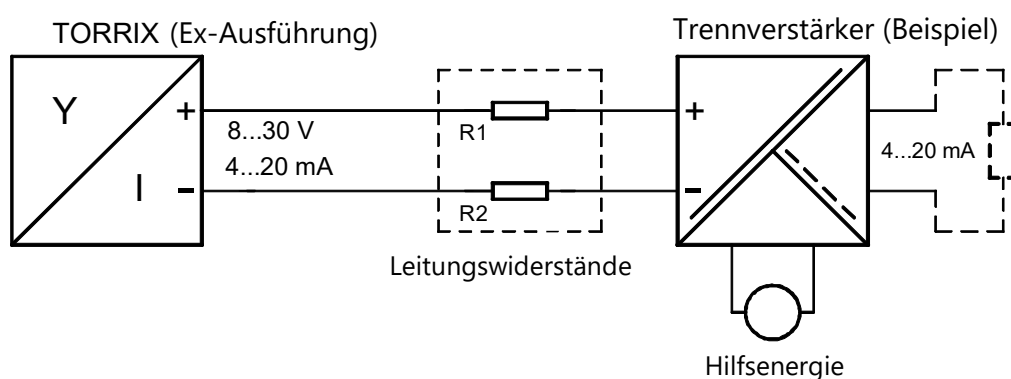 TORRIX (Ex-Ausführung)
Trennverstärker (Beispiel)
Y
I
+
−
8...30 V
4...20 mA
R1
R2
Leitungswiderstände
+
−
4...20 mA
Hilfsenergie